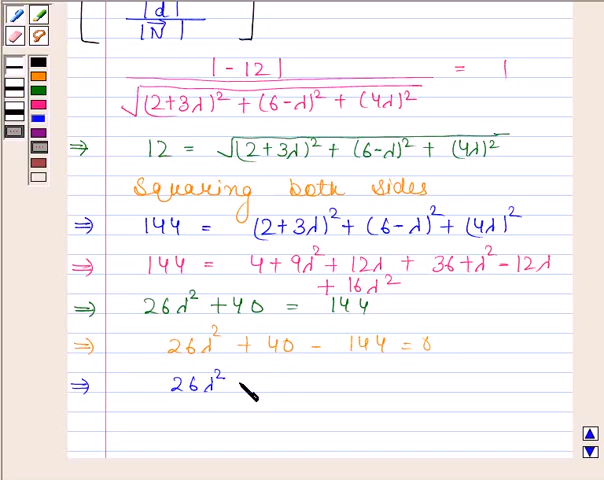 [ |d| / |N⃗| ]
|-12| / √((2+3λ)² + (6-λ)² + (4λ)²) = 1
⇒ 12 = √((2+3λ)² + (6-λ)² + (4λ)²)
Squaring both sides
⇒ 144 = (2+3λ)² + (6-λ)² + (4λ)²
⇒ 144 = 4 + 9λ² + 12λ + 36 + λ² - 12λ
+ 16λ²
⇒ 26λ² + 40 = 144
⇒ 26λ² + 40 - 144 = 0
⇒ 26λ²